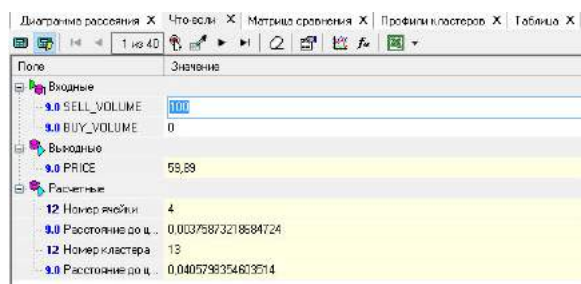 Диаграмма рассеяния X Что-если X Матрица сравнения X Профили кластеров X Таблица X
1 из 40
Поле Значение
Входные
9.0 SELL_VOLUME 100
9.0 BUY_VOLUME 0
Выходные
9.0 PRICE 59,89
Расчетные
12 Номер ячейки 4
9.0 Расстояние до ц... 0,00375873218684724
12 Номер кластера 13
9.0 Расстояние до ц... 0,0405798354603514